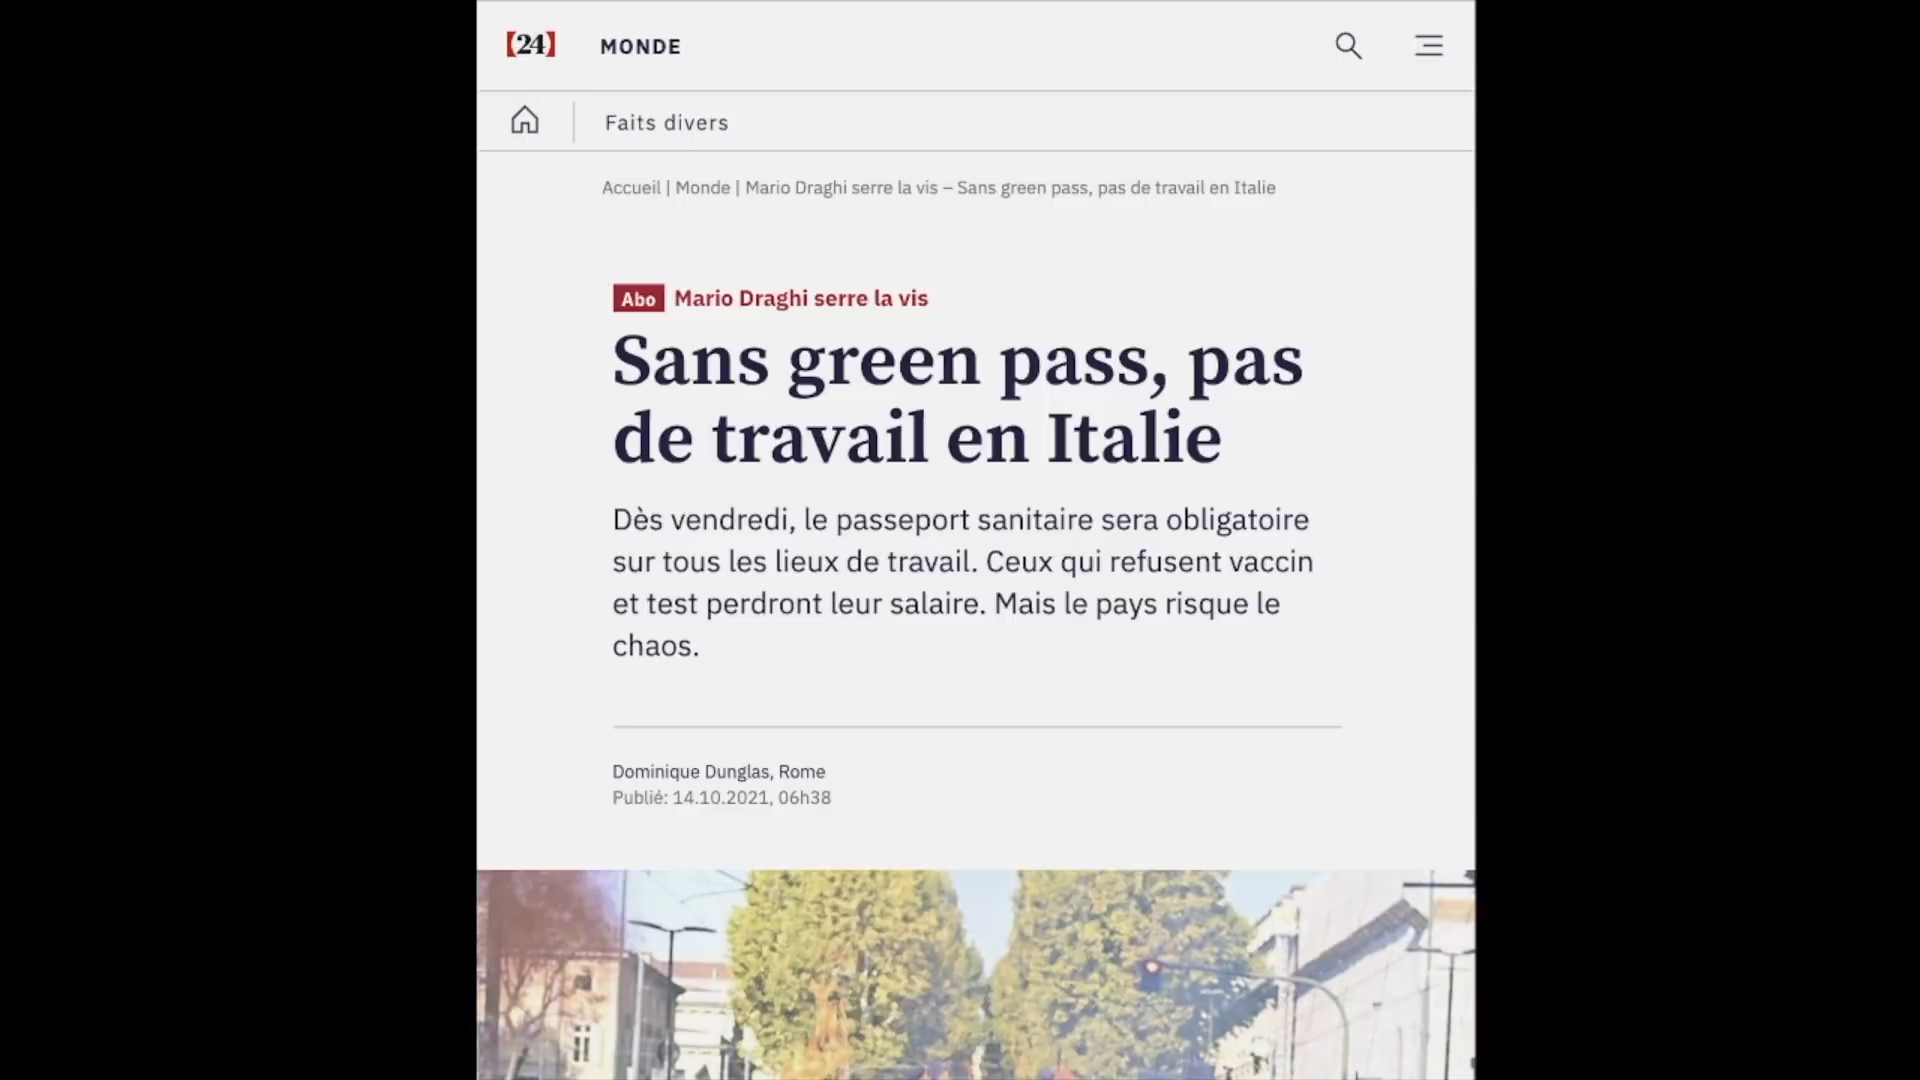 {24}
MONDE
Faits divers
Accueil | Monde | Mario Draghi serre la vis – Sans green pass, pas de travail en Italie
Abo Mario Draghi serre la vis
Sans green pass, pas
de travail en Italie
Dès vendredi, le passeport sanitaire sera obligatoire
sur tous les lieux de travail. Ceux qui refusent vaccin
et test perdront leur salaire. Mais le pays risque le
chaos.
Dominique Dunglas, Rome
Publié: 14.10.2021, 06h38